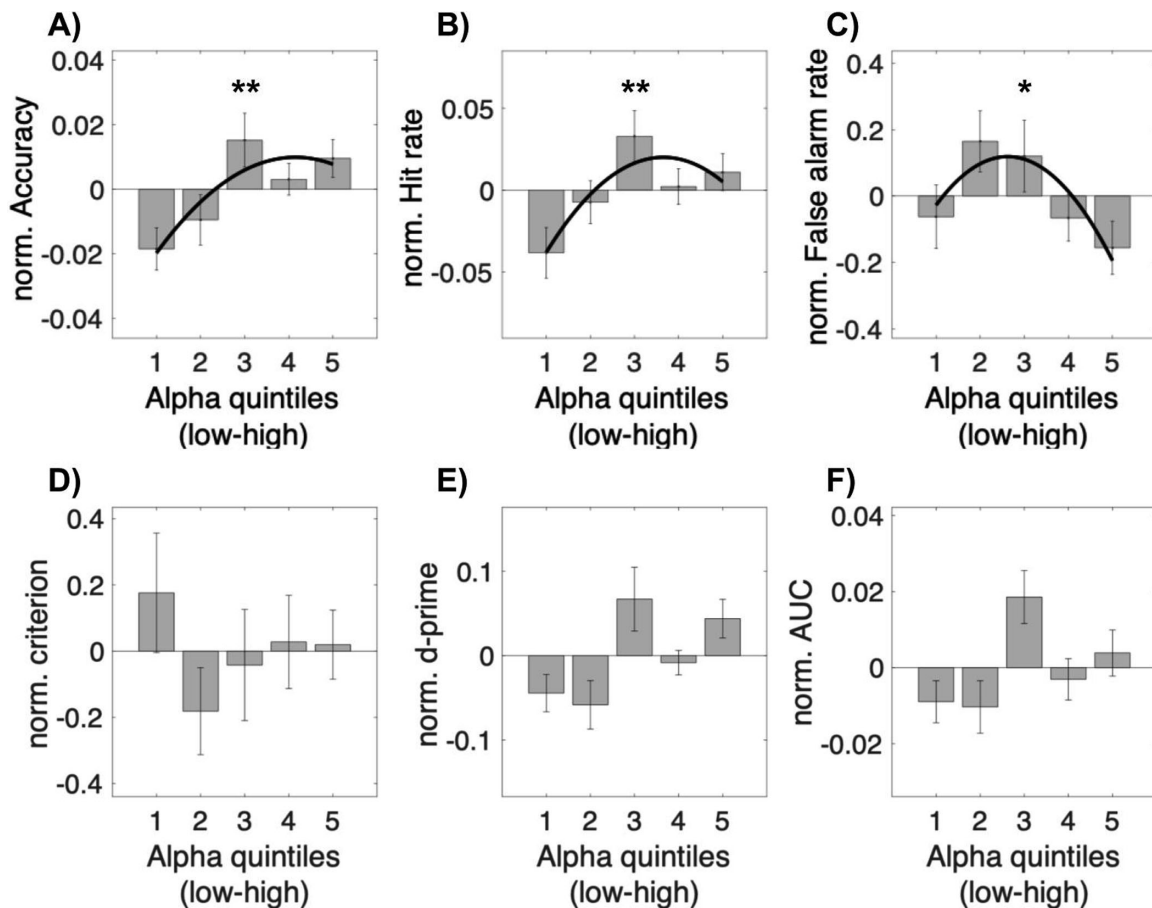 A)
norm. Accuracy
0.04
0.02
0
-0.02
-0.04
**
1 2 3 4 5
Alpha quintiles
(low-high)
B)
norm. Hit rate
0.05
0
-0.05
**
1 2 3 4 5
Alpha quintiles
(low-high)
C)
norm. False alarm rate
0.4
0.2
0
-0.2
-0.4
*
1 2 3 4 5
Alpha quintiles
(low-high)
D)
norm. criterion
0.4
0.2
0
-0.2
-0.4
1 2 3 4 5
Alpha quintiles
(low-high)
E)
norm. d-prime
0.1
0
-0.1
1 2 3 4 5
Alpha quintiles
(low-high)
F)
norm. AUC
0.04
0.02
0
-0.02
1 2 3 4 5
Alpha quintiles
(low-high)